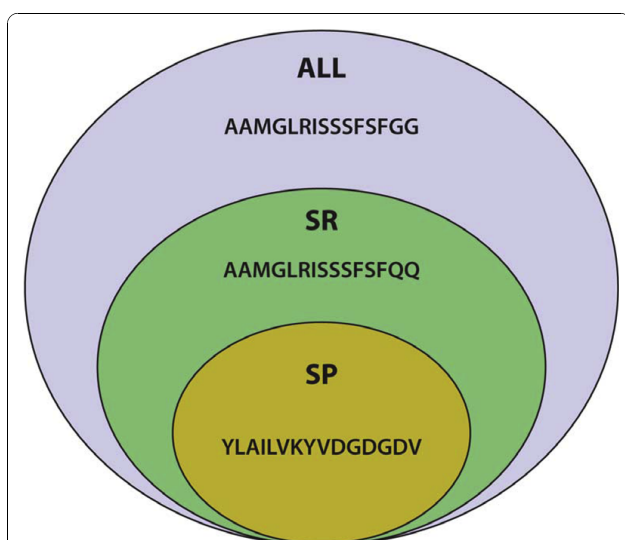 ALL
AAMGLRISSSFSFGG
SR
AAMGLRISSSFSFQQ
SP
YLAILVKYVDGDGDV